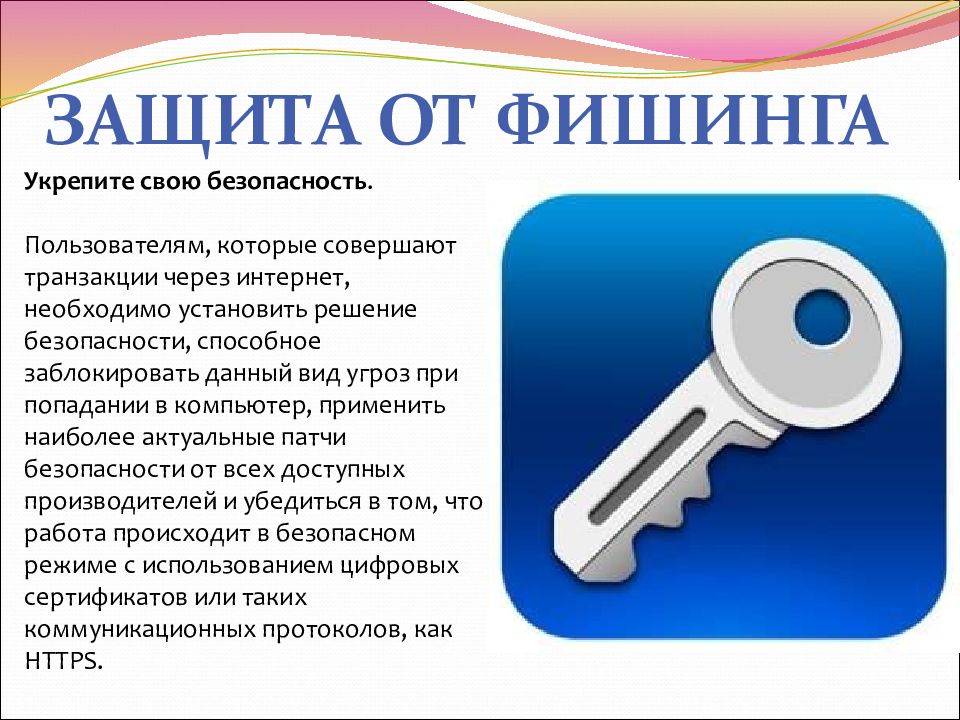 ЗАЩИТА ОТ ФИШИНГА
Укрепите свою безопасность.
Пользователям, которые совершают
транзакции через интернет,
необходимо установить решение
безопасности, способное
заблокировать данный вид угроз при
попадании в компьютер, применить
наиболее актуальные патчи
безопасности от всех доступных
производителей и убедиться в том, что
работа происходит в безопасном
режиме с использованием цифровых
сертификатов или таких
коммуникационных протоколов, как
HTTPS.